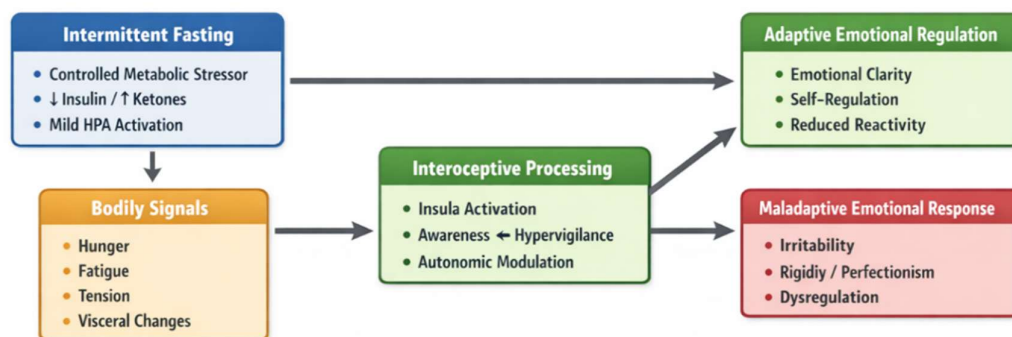 Intermittent Fasting
• Controlled Metabolic Stressor
• ↓ Insulin / ↑ Ketones
• Mild HPA Activation
Bodily Signals
• Hunger
• Fatigue
• Tension
• Visceral Changes
Interoceptive Processing
• Insula Activation
• Awareness ← Hypervigilance
• Autonomic Modulation
Adaptive Emotional Regulation
• Emotional Clarity
• Self-Regulation
• Reduced Reactivity
Maladaptive Emotional Response
• Irritability
• Rigidiy / Perfectionism
• Dysregulation